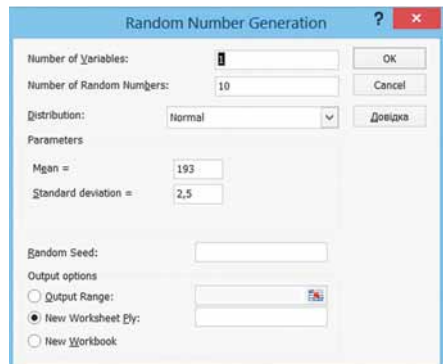 Random Number Generation ? ×
Number of Variables: 1 OK
Number of Random Numbers: 10 Cancel
Distribution: Normal Довідка
Parameters
Mean = 193
Standard deviation = 2,5
Random Seed:
Output options
Output Range:
New Worksheet Ply:
New Workbook